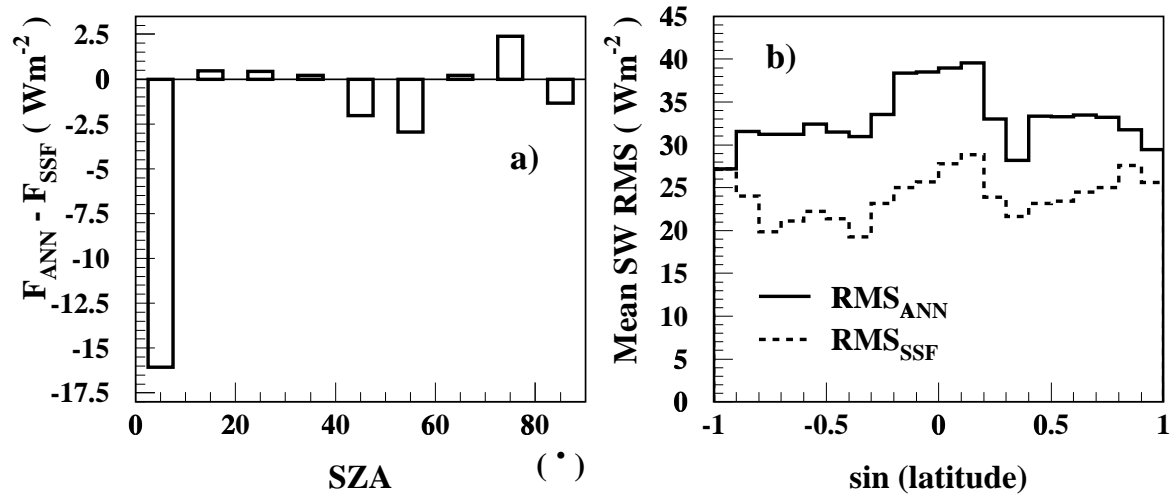 F_ANN - F_SSF ( Wm^-2 )
2.5
0
-2.5
-5
-7.5
-10
-12.5
-15
-17.5
a)
0 20 40 60 80
SZA ( • )
Mean SW RMS ( Wm^-2 )
45
40
35
30
25
20
15
10
5
0
b)
RMS_ANN
RMS_SSF
-1 -0.5 0 0.5 1
sin (latitude)